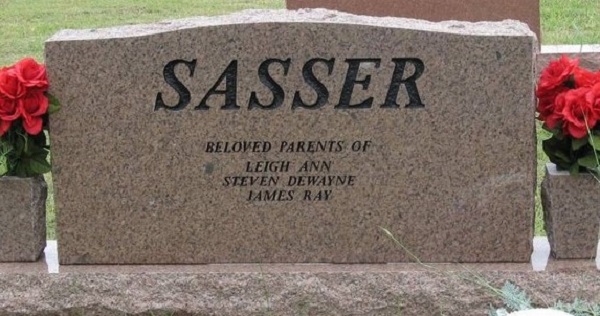 SASSER
BELOVED PARENTS OF
LEIGH ANN
STEVEN DEWAYNE
JAMES RAY